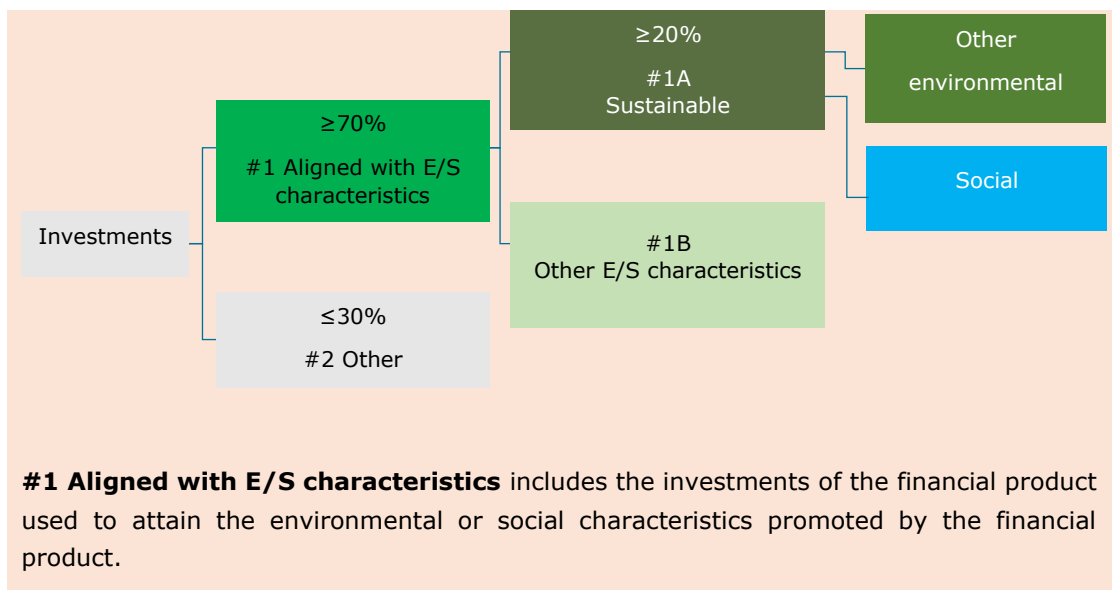 Investments
≥70%
#1 Aligned with E/S
characteristics
≤30%
#2 Other
≥20%
#1A
Sustainable
#1B
Other E/S characteristics
Other
environmental
Social
#1 Aligned with E/S characteristics includes the investments of the financial product
used to attain the environmental or social characteristics promoted by the financial
product.